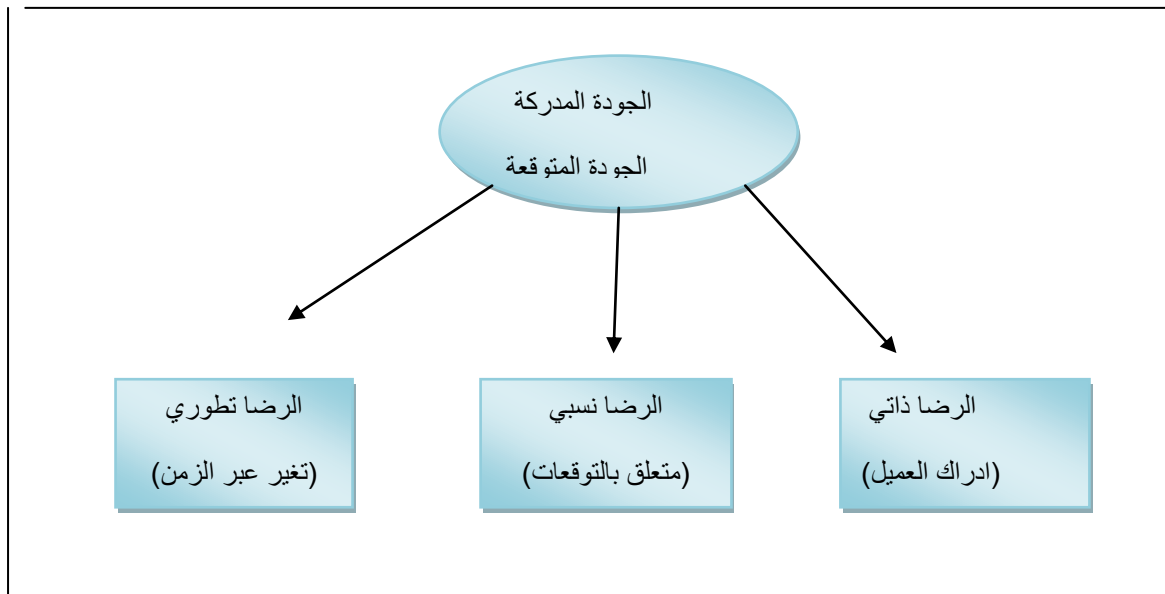 الجودة المدركة
الجودة المتوقعة
الرضا ذاتي
(ادراك العميل)
الرضا نسبي
(متعلق بالتوقعات)
الرضا تطوري
(تغير عبر الزمن)